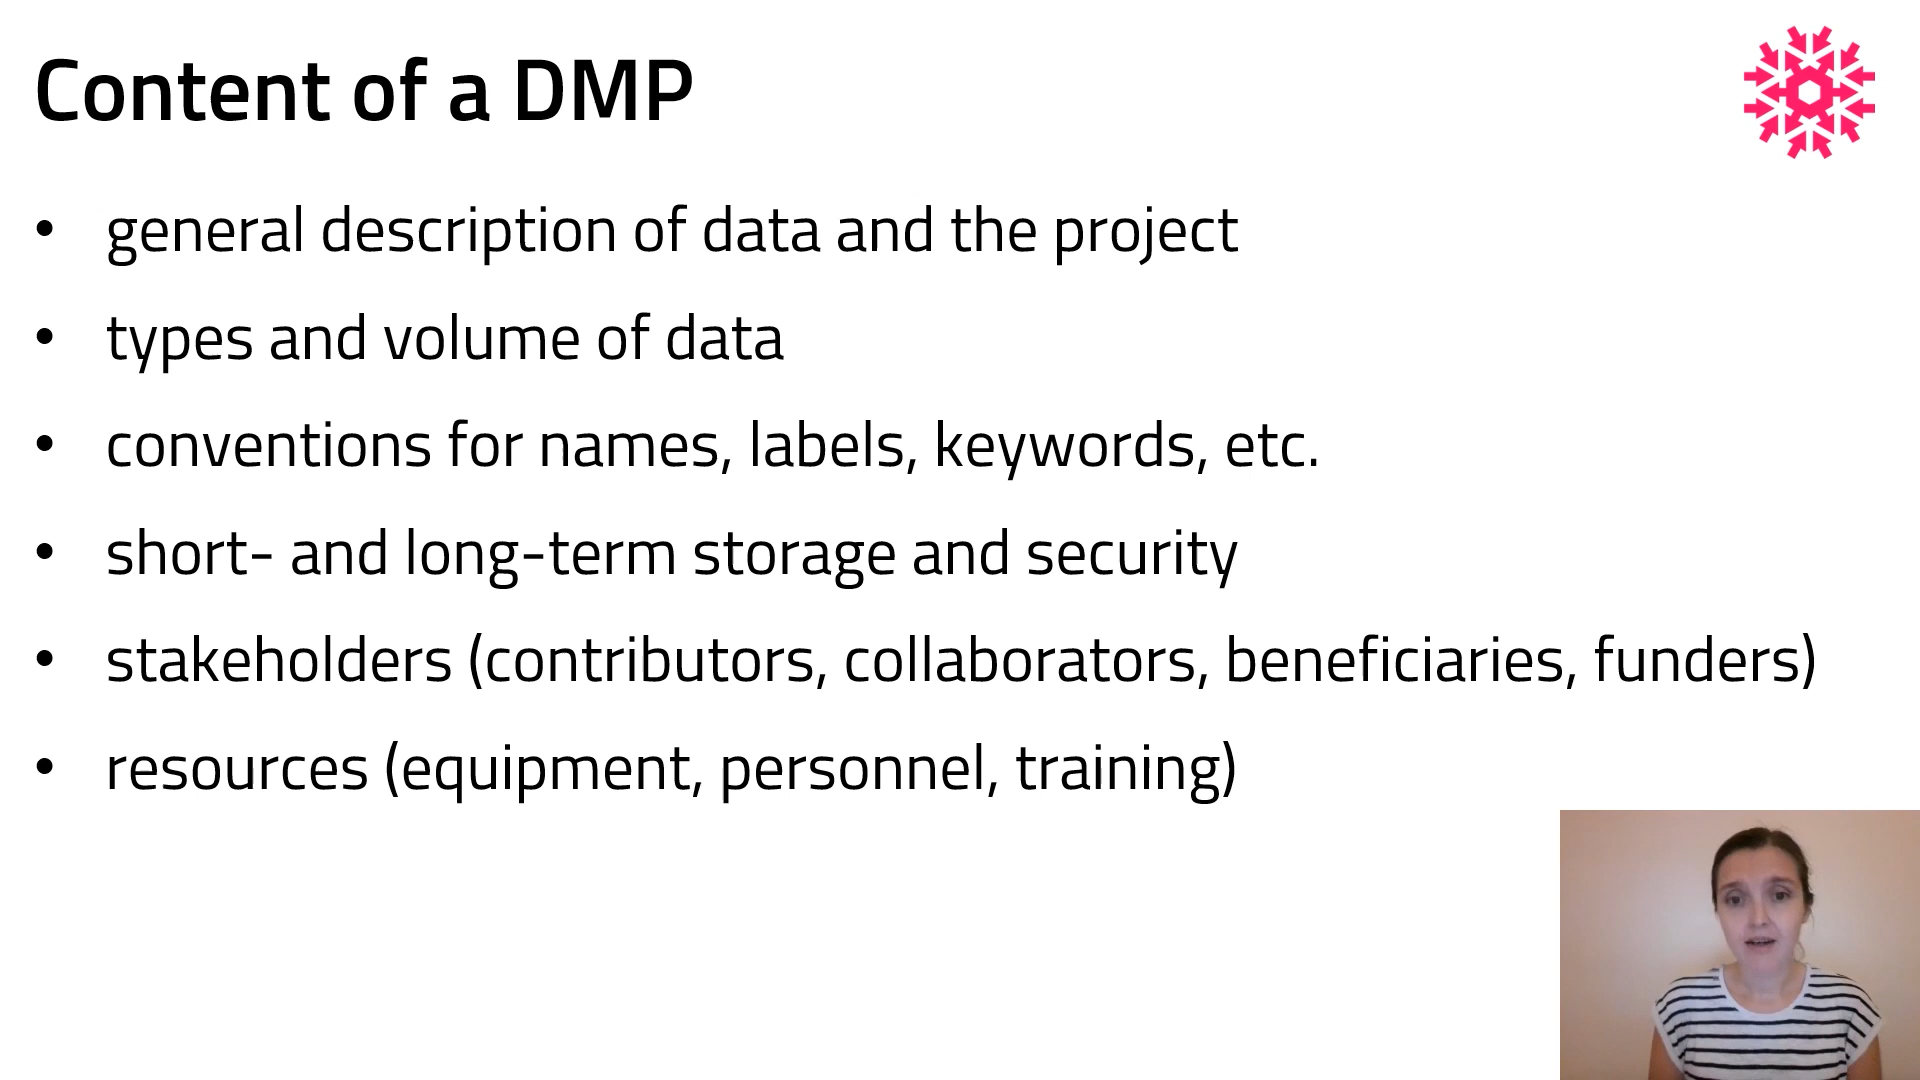 Content of a DMP
• general description of data and the project
• types and volume of data
• conventions for names, labels, keywords, etc.
• short- and long-term storage and security
• stakeholders (contributors, collaborators, beneficiaries, funders)
• resources (equipment, personnel, training)